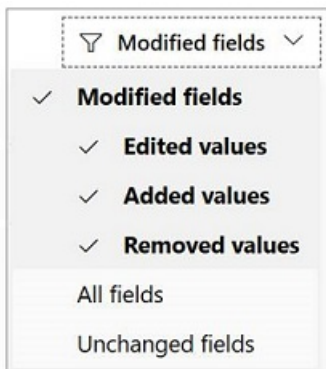 Modified fields
Modified fields
Edited values
Added values
Removed values
All fields
Unchanged fields